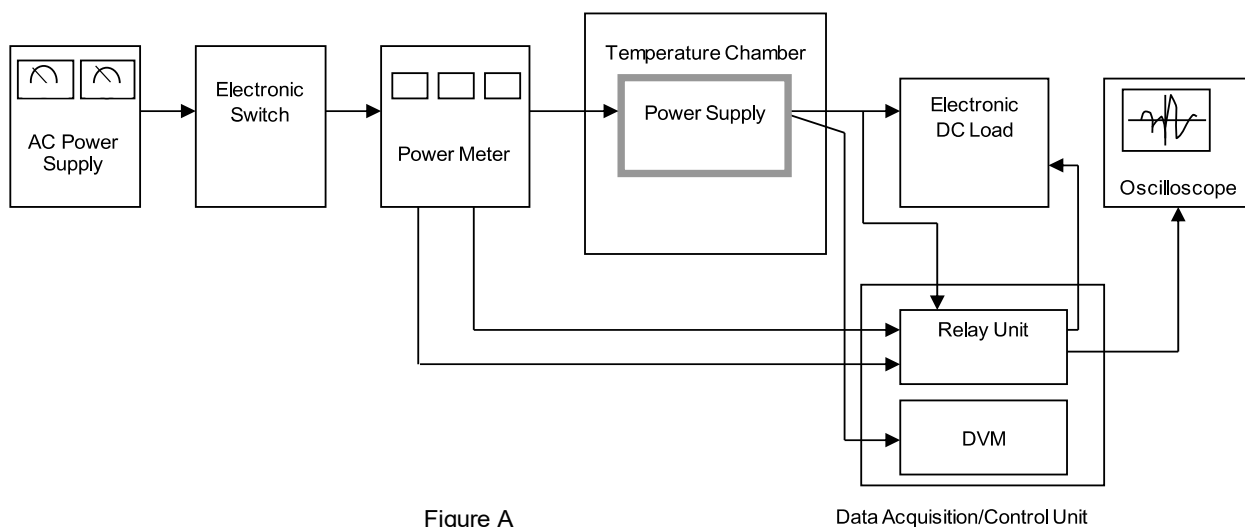 AC Power
Supply
Electronic
Switch
Power Meter
Temperature Chamber
Power Supply
Electronic
DC Load
Oscilloscope
Relay Unit
DVM
Figure A
Data Acquisition/Control Unit